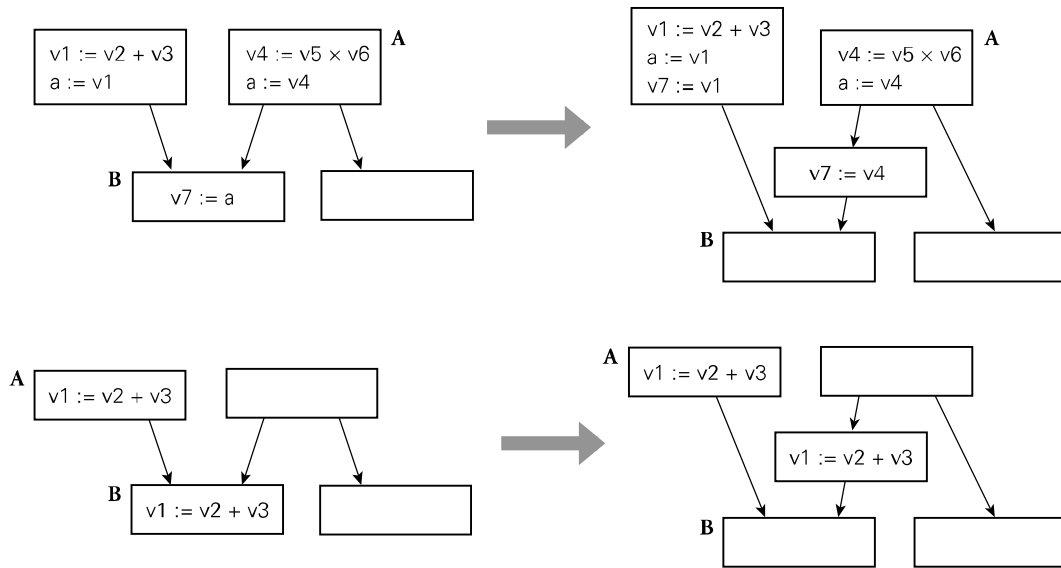 v1 := v2 + v3
a := v1
v4 := v5 × v6
a := v4
A
B
v7 := a
v1 := v2 + v3
a := v1
v7 := v1
v4 := v5 × v6
a := v4
A
v7 := v4
B
A
v1 := v2 + v3
B
v1 := v2 + v3
A
v1 := v2 + v3
v1 := v2 + v3
B